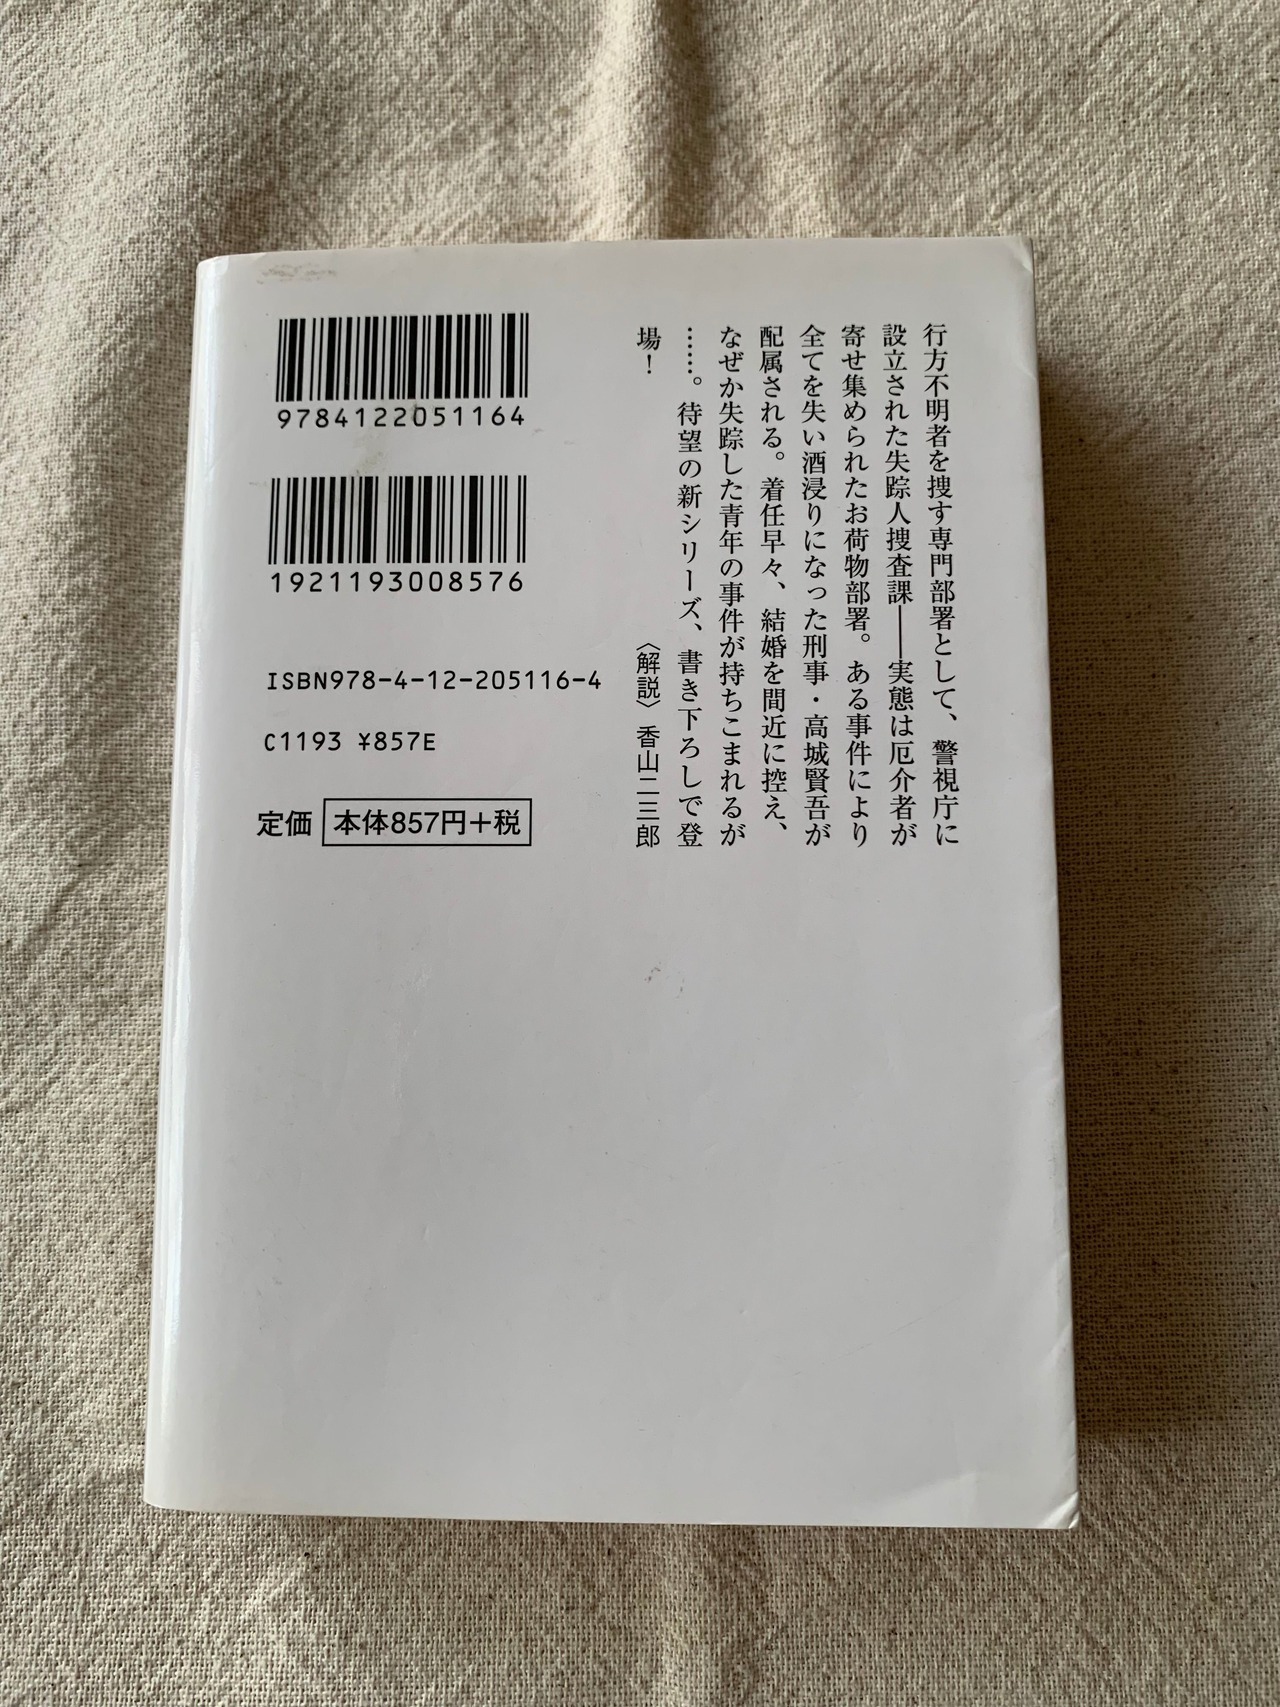 行方不明者を捜す専門部署として、警視庁に
設立された失踪人捜査課――実態は厄介者が
寄せ集められたお荷物部署。ある事件により
全てを失い酒浸りになった刑事・高城賢吾が
配属される。着任早々、結婚を間近に控え、
なぜか失踪した青年の事件が持ちこまれるが
……。待望の新シリーズ、書き下ろしで登
場！
〈解説〉香山二三郎
9784122051164
1921193008576
ISBN978-4-12-205116-4
C1193 ¥857E
定価 本体857円+税